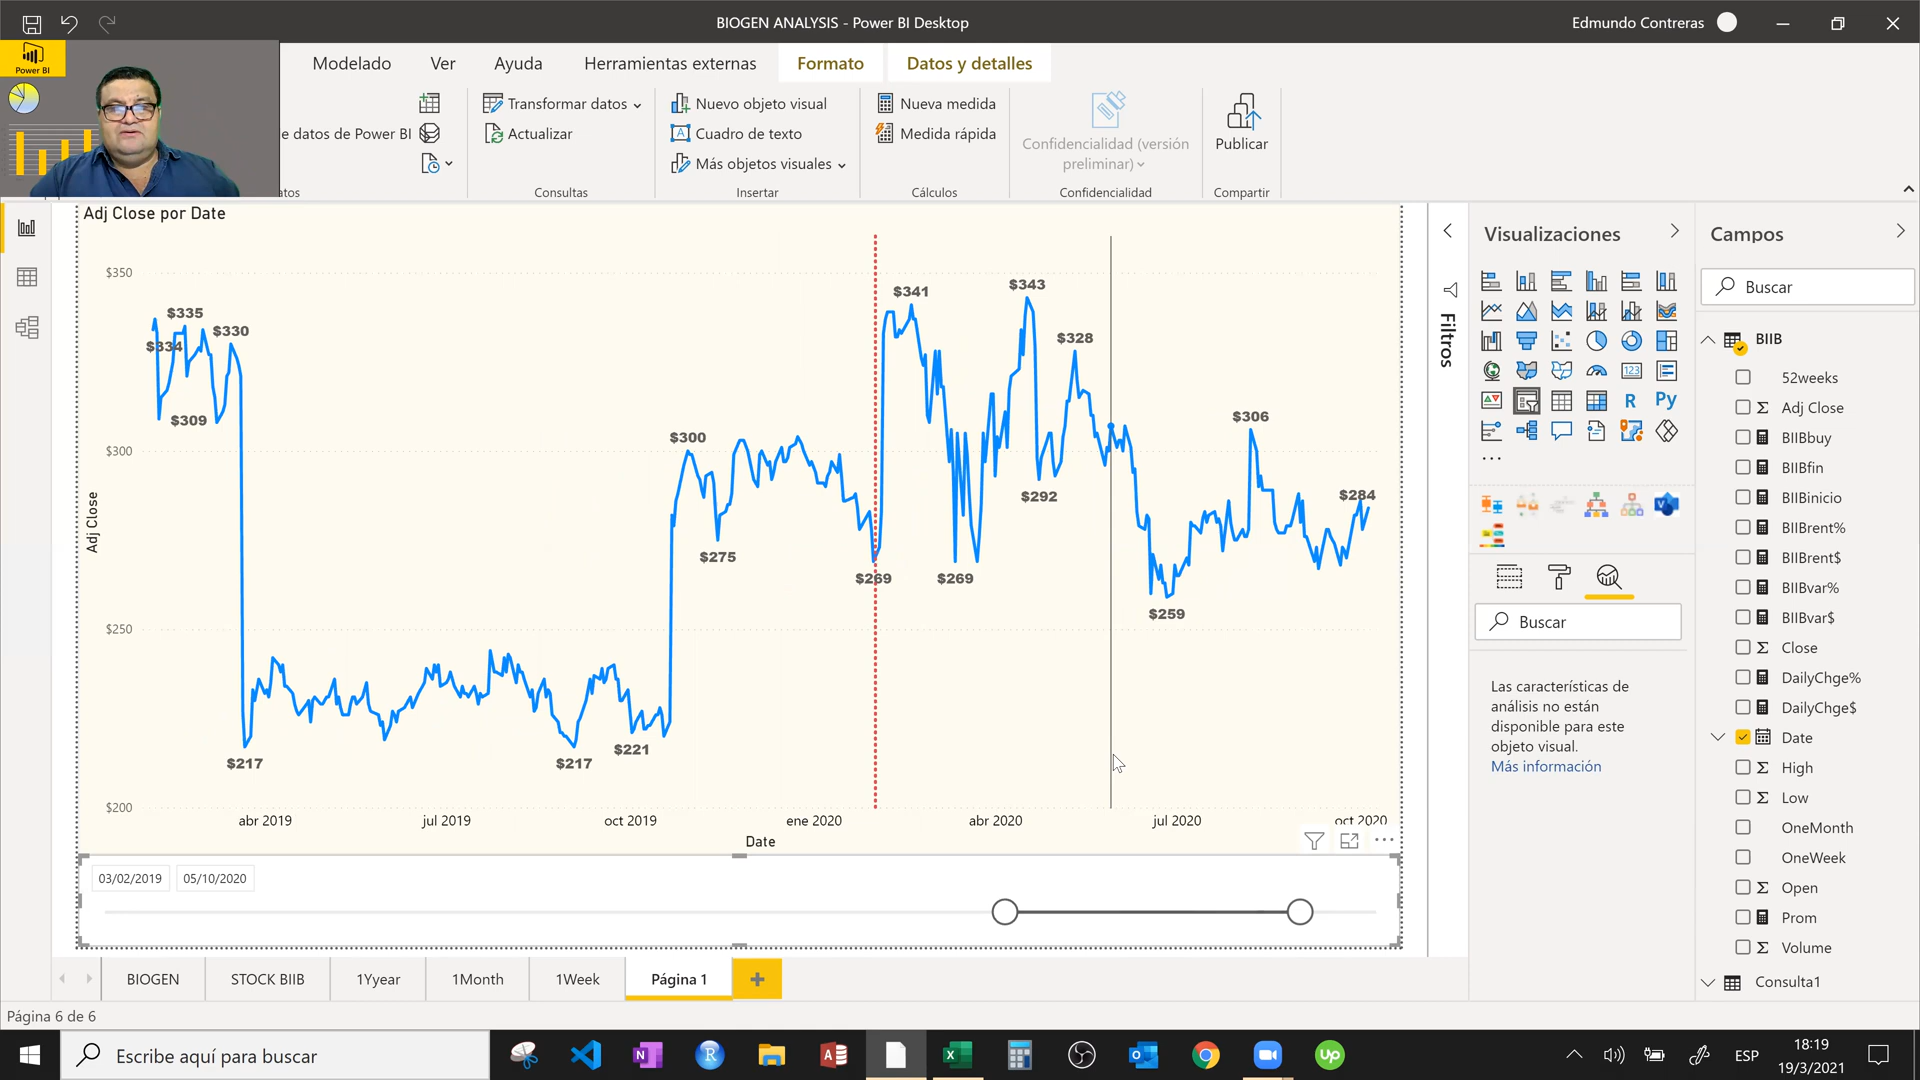 BIOGEN ANALYSIS - Power BI Desktop
Edmundo Contreras
Power BI
Modelado
Ver
Ayuda
Herramientas externas
Formato
Datos y detalles
e datos de Power BI
atos
Transformar datos
Actualizar
Consultas
Nuevo objeto visual
Cuadro de texto
Más objetos visuales
Insertar
Nueva medida
Medida rápida
Cálculos
Confidencialidad (versión
preliminar)
Confidencialidad
Publicar
Compartir
Adj Close por Date
$350
$300
$250
$200
Adj Close
$335
$334
$330
$309
$217
$217
$221
$300
$275
$269
$341
$269
$343
$292
$328
$259
$306
$284
abr 2019
jul 2019
oct 2019
ene 2020
abr 2020
jul 2020
oct 2020
Date
03/02/2019
05/10/2020
Filtros
Visualizaciones
123
R
Py
Buscar
Las características de
análisis no están
disponible para este
objeto visual.
Más información
Campos
Buscar
BIIB
52weeks
Adj Close
BIIBbuy
BIIBfin
BIIBinicio
BIIBrent%
BIIBrent$
BIIBvar%
BIIBvar$
Close
DailyChge%
DailyChge$
Date
High
Low
OneMonth
OneWeek
Open
Prom
Volume
Consulta1
BIOGEN
STOCK BIIB
1Yyear
1Month
1Week
Página 1
Página 6 de 6
Escribe aquí para buscar
ESP
18:19
19/3/2021